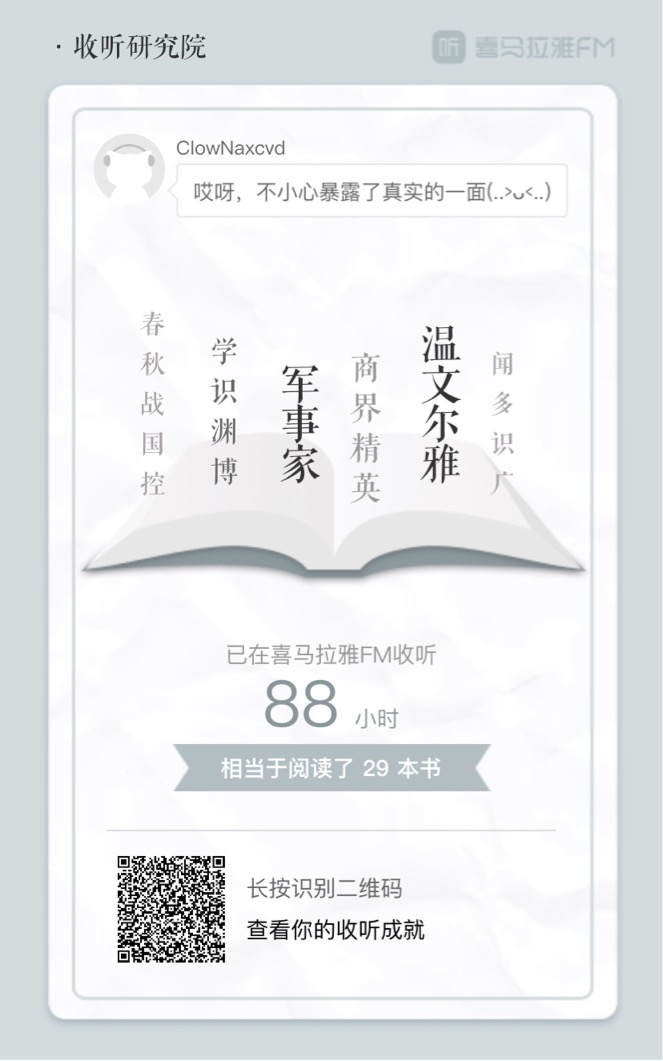 · 收听研究院
听 喜马拉雅FM
ClowNaxcvd
哎呀，不小心暴露了真实的一面(..>ᴗ<..)
春秋战国控
学识渊博
军事家
商界精英
温文尔雅
闻多识广
已在喜马拉雅FM收听
88 小时
相当于阅读了 29 本书
长按识别二维码
查看你的收听成就